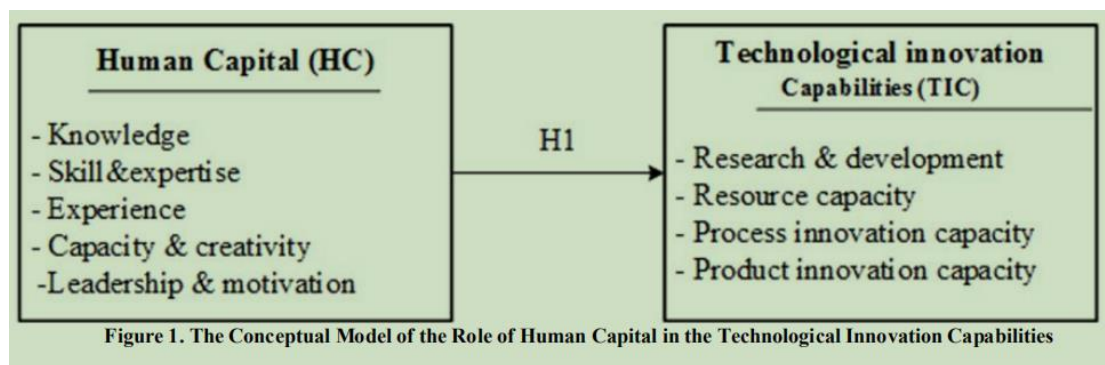 Human Capital (HC)
- Knowledge
- Skill&expertise
- Experience
- Capacity & creativity
-Leadership & motivation
H1
Technological innovation
Capabilities (TIC)
- Research & development
- Resource capacity
- Process innovation capacity
- Product innovation capacity
Figure 1. The Conceptual Model of the Role of Human Capital in the Technological Innovation Capabilities